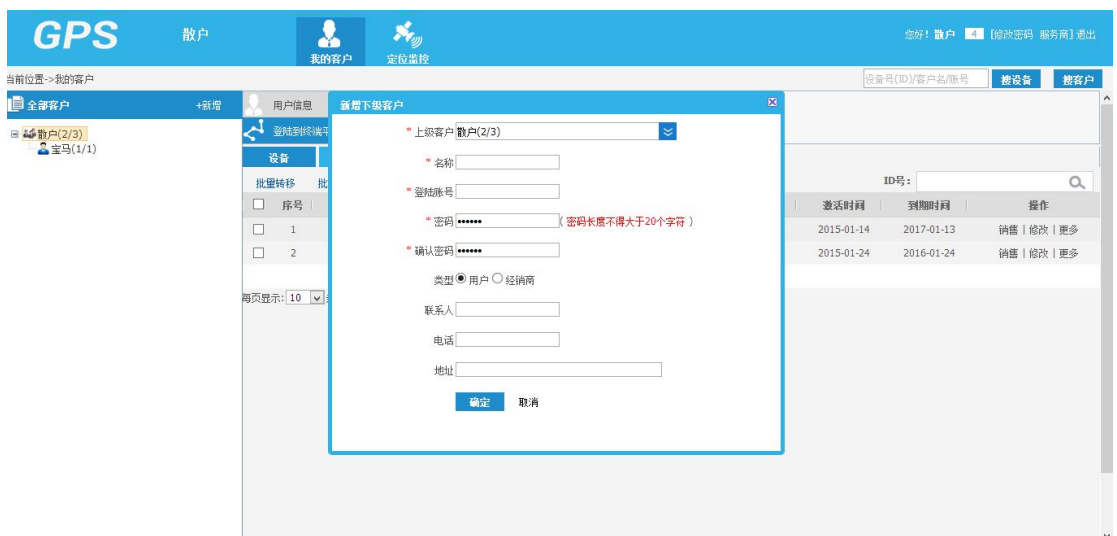 GPS 散户 我的客户 定位监控 您好! 散户 4 [修改密码 服务商] 退出
当前位置->我的客户 设备号(ID)/客户名/账号 搜设备 搜客户
全部客户 +新增 用户信息
散户(2/3)
宝马(1/1)
登陆到终端平
设备
批量转移 批
ID号:
序号 激活时间 到期时间 操作
1 2015-01-14 2017-01-13 销售 | 修改 | 更多
2 2015-01-24 2016-01-24 销售 | 修改 | 更多
每页显示: 10
新增下级客户
* 上级客户 散户(2/3)
* 名称
* 登陆账号
* 密码 •••••• ( 密码长度不得大于20个字符 )
* 确认密码 ••••••
类型 用户 经销商
联系人
电话
地址
确定 取消